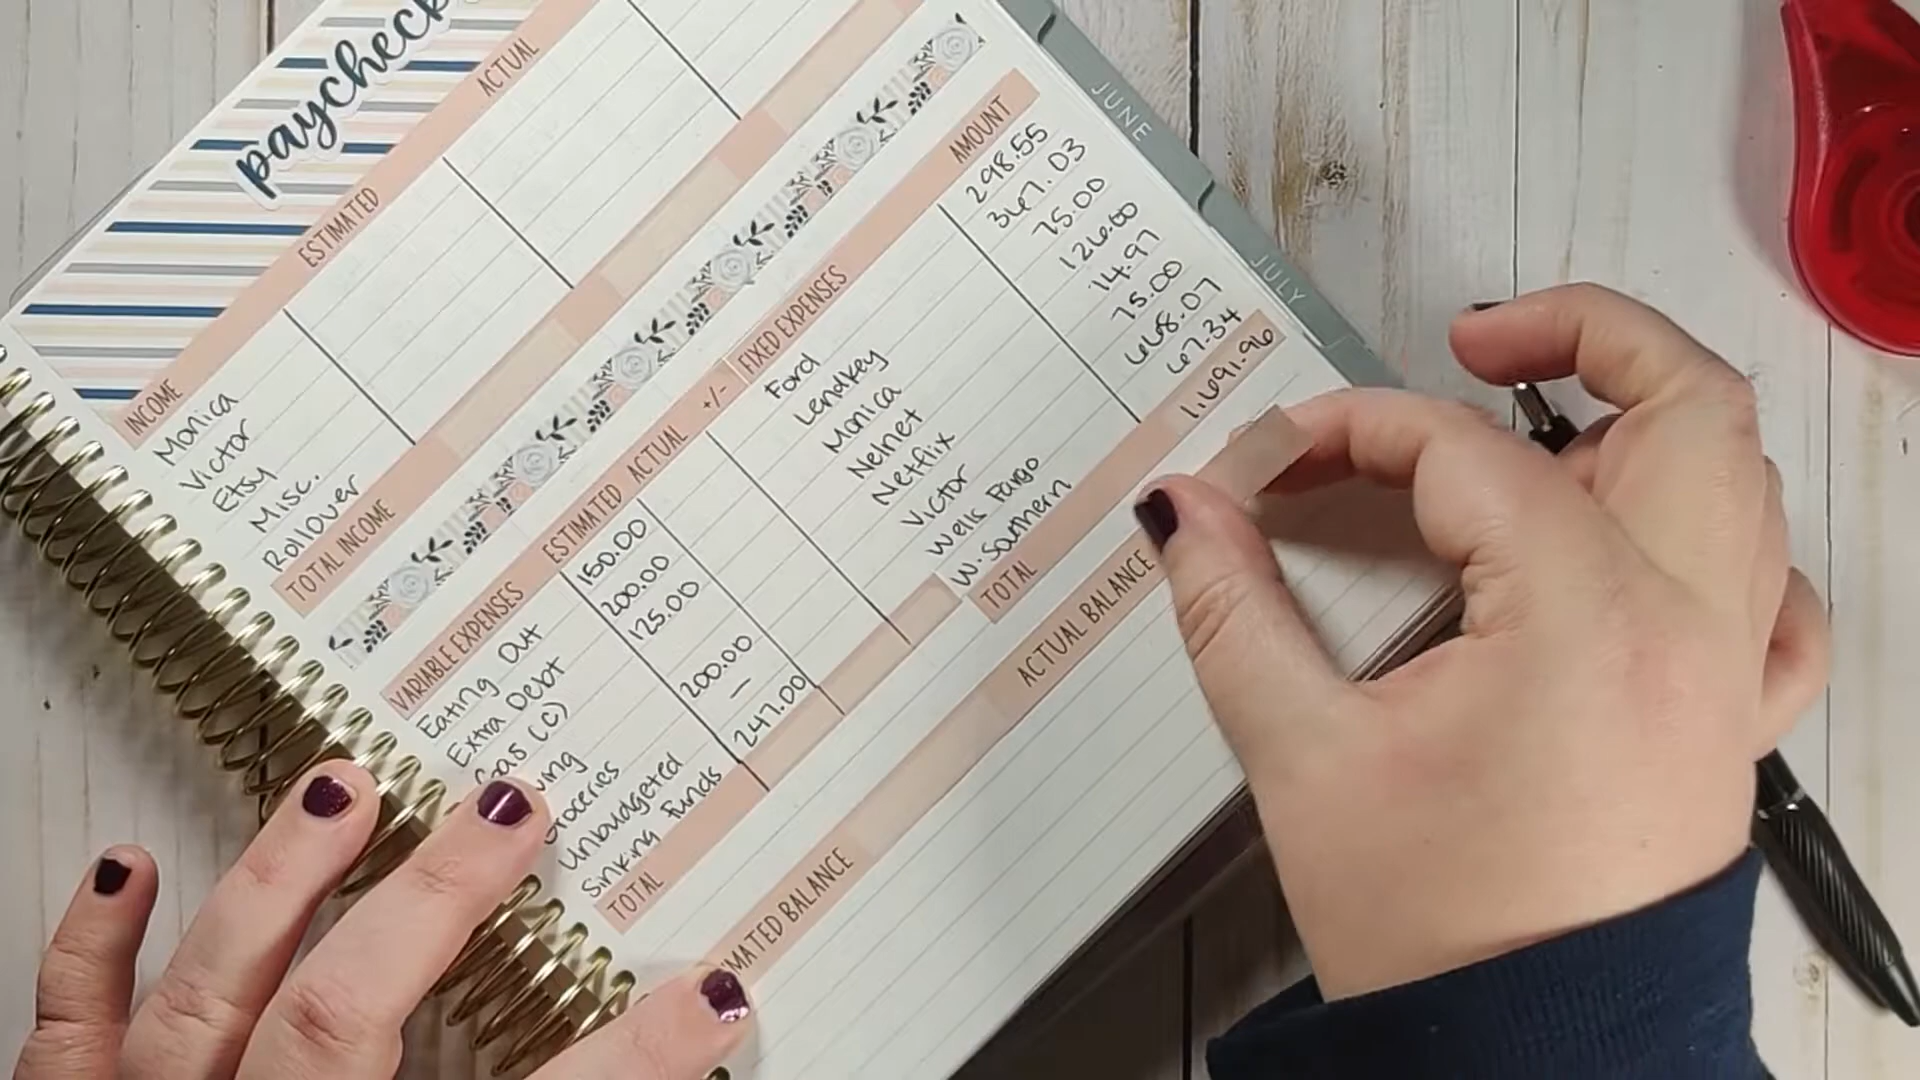 paycheck
INCOME ESTIMATED ACTUAL
Monica
Victor
Etsy
Misc.
Rollover
TOTAL INCOME
VARIABLE EXPENSES ESTIMATED ACTUAL +/-
Eating Out 150.00
Extra Debt 200.00
Gas (C) 125.00
Groceries 200.00
Unbudgeted —
Sinking Funds 247.00
TOTAL
FIXED EXPENSES AMOUNT
Ford 298.55
Lendkey 367.03
Monica 75.00
Nelnet 126.00
Netflix 14.97
Victor 75.00
Wells Fargo 668.07
W. Southern 67.34
TOTAL 1,691.96
MATED BALANCE
ACTUAL BALANCE
JUNE
JULY